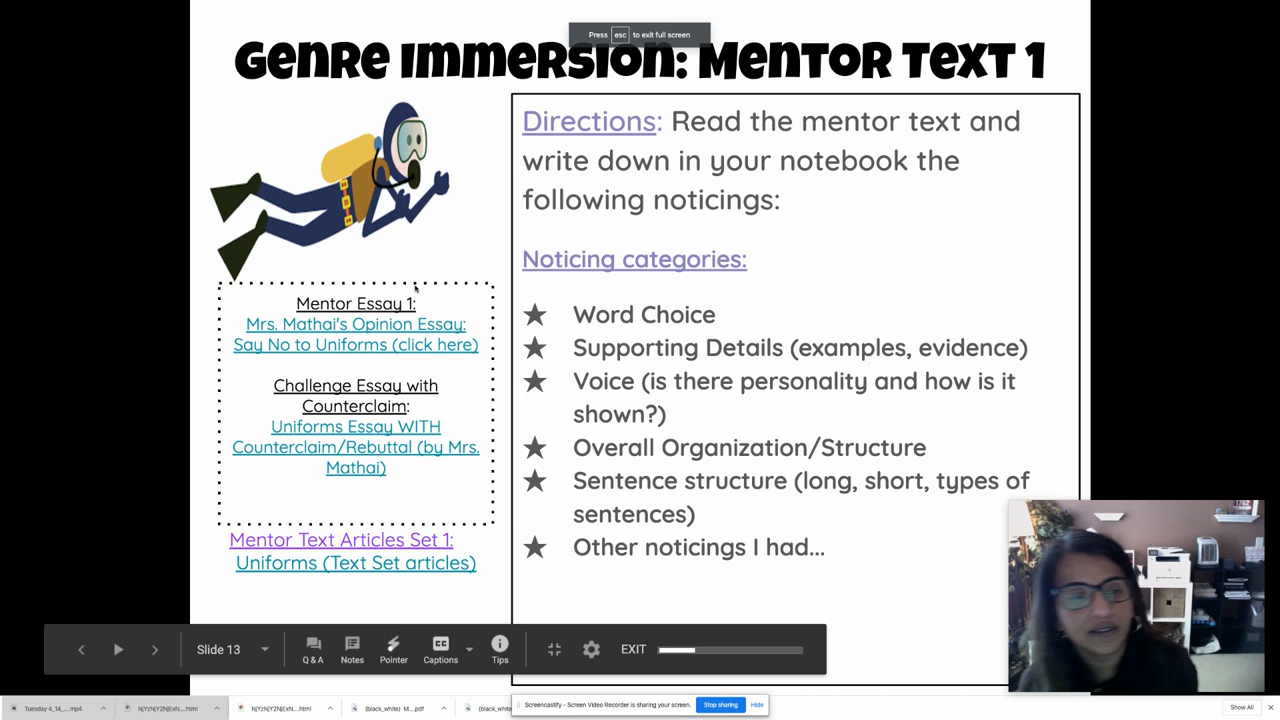 Press esc to exit full screen
Genre Immersion: Mentor Text 1
Directions: Read the mentor text and
write down in your notebook the
following noticings:
Noticing categories:
★ Word Choice
★ Supporting Details (examples, evidence)
★ Voice (is there personality and how is it
shown?)
★ Overall Organization/Structure
★ Sentence structure (long, short, types of
sentences)
★ Other noticings I had...
Mentor Essay 1:
Mrs. Mathai's Opinion Essay:
Say No to Uniforms (click here)
Challenge Essay with
Counterclaim:
Uniforms Essay WITH
Counterclaim/Rebuttal (by Mrs.
Mathai)
Mentor Text Articles Set 1:
Uniforms (Text Set articles)
Slide 13
Q & A
Notes
Pointer
CC
Captions
Tips
EXIT
Tuesday 4_14_....mp4
NjYzNjY2NjExN....html
NjYzNjY2NjExN....html
(black_white) M....pdf
(black_white
Screencastify - Screen Video Recorder is sharing your screen.
Stop sharing
Hide
Show All